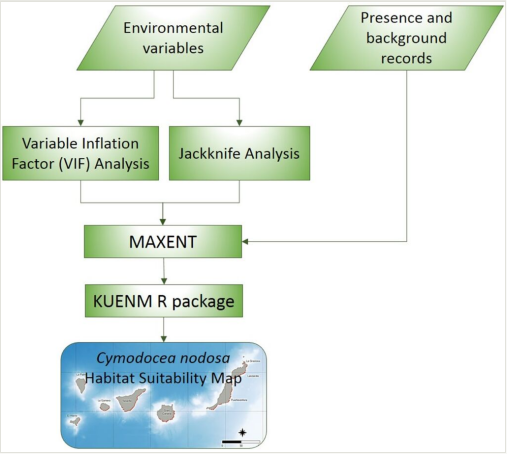 Environmental
variables
Presence and
background
records
Variable Inflation
Factor (VIF) Analysis
Jackknife Analysis
MAXENT
KUENM R package
Cymodocea nodosa
Habitat Suitability Map